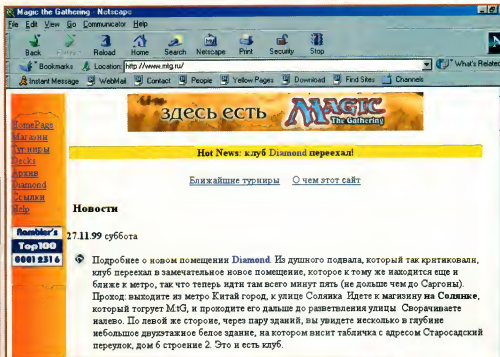 Magic the Gathering - Netscape
File Edit View Go Communicator Help
Back Reload Home Search Netscape Print Security Stop
Bookmarks Location: http://www.mtg.ru/ What's Related
Instant Message WebMail Contact People Yellow Pages Download Find Sites Channels
здесь есть MAGIC The Gathering
HomePage
Магазин
Турниры
Decks
Архив
Diamond
Ссылки
Help
Rambler's
Top100
00012316
Hot News: клуб Diamond переехал!
Ближайшие турниры О чем этот сайт
Новости
27.11.99 суббота
Подробнее о новом помещении Diamond. Из душного подвала, который так критиковали,
клуб переехал в замечательное новое помещение, которое к тому же находится еще и
ближе к метро, так что теперь идти там всего минут пять (не дольше чем до Саргоны).
Проход: выходите из метро Китай город, к улице Солянка. Идете к магазину на Солянке,
который торгует M:tG, и проходите его дальше до разветвления улицы. Сворачиваете
налево. По левой же стороне, через пару зданий, вы увидете несколько в глубине
небольшое двухэтажное белое здание, на котором висит табличка с адресом Старосадский
переулок, дом 6 строение 2. Это и есть клуб.